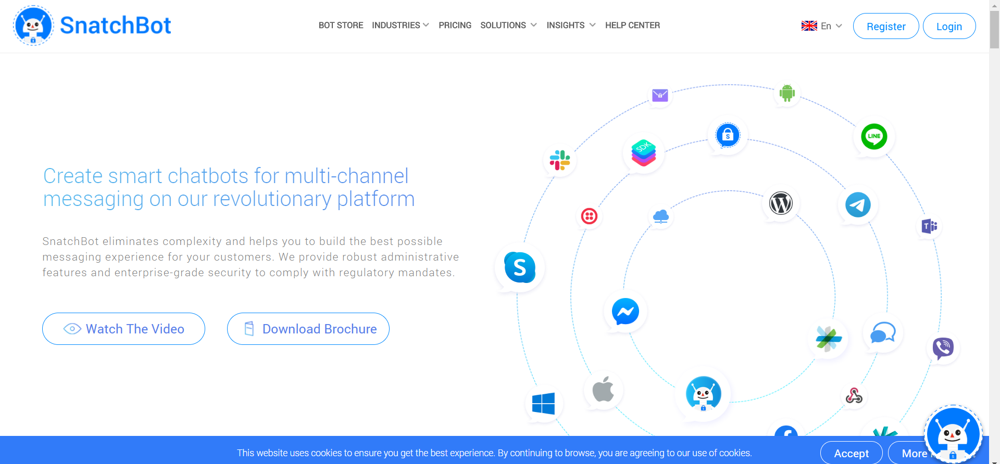 SnatchBot
BOT STORE INDUSTRIES PRICING SOLUTIONS INSIGHTS HELP CENTER
En
Register
Login
SDK
LINE
S
T
S
Create smart chatbots for multi-channel
messaging on our revolutionary platform
SnatchBot eliminates complexity and helps you to build the best possible
messaging experience for your customers. We provide robust administrative
features and enterprise-grade security to comply with regulatory mandates.
Watch The Video
Download Brochure
This website uses cookies to ensure you get the best experience. By continuing to browse, you are agreeing to our use of cookies.
Accept
More